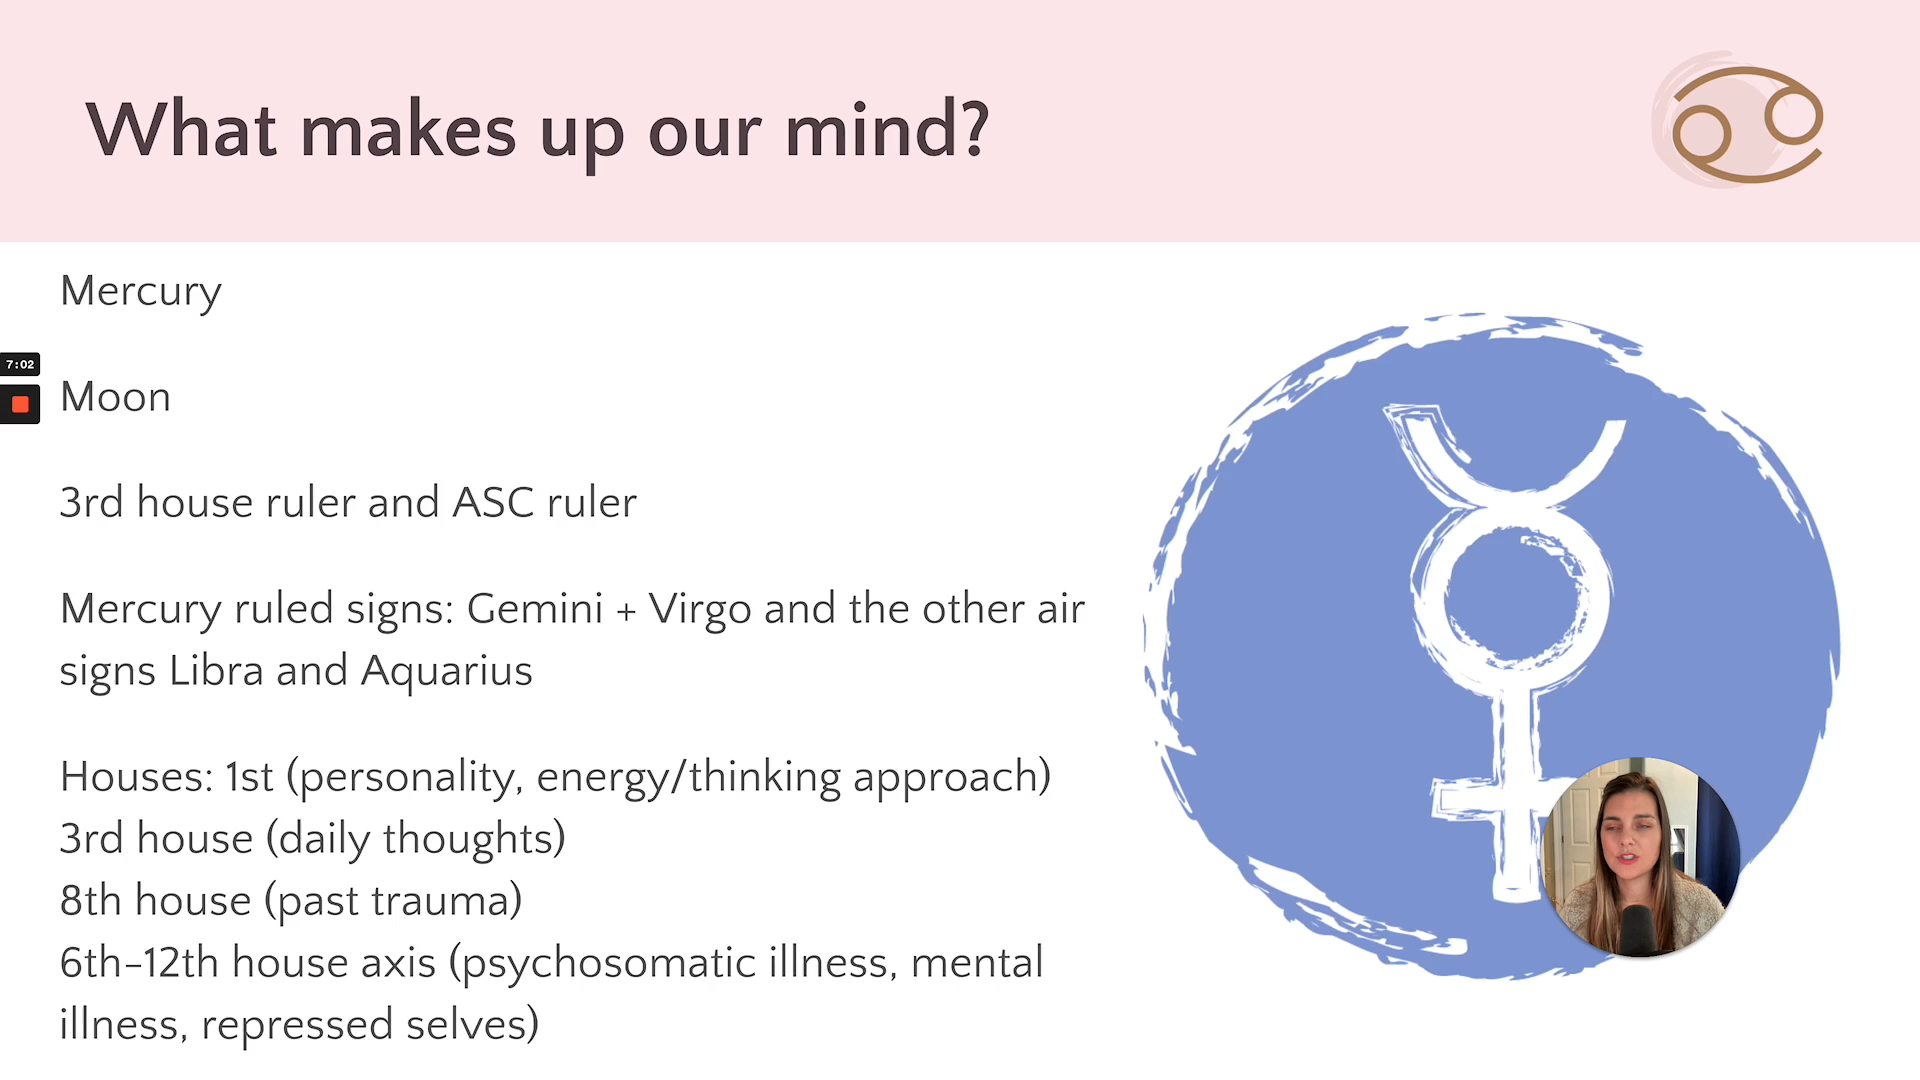 What makes up our mind?
Mercury
7:02
Moon
3rd house ruler and ASC ruler
Mercury ruled signs: Gemini + Virgo and the other air
signs Libra and Aquarius
Houses: 1st (personality, energy/thinking approach)
3rd house (daily thoughts)
8th house (past trauma)
6th–12th house axis (psychosomatic illness, mental
illness, repressed selves)